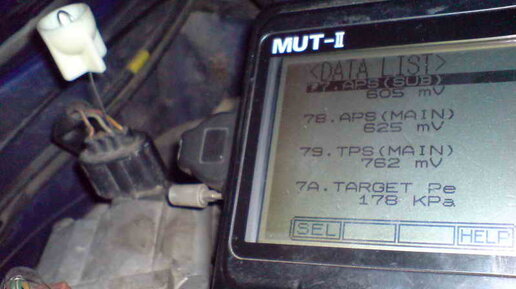 MUT-II
<DATA LIST>
77.APS(SUB)
605 mV
78.APS(MAIN)
625 mV
79.TPS(MAIN)
762 mV
7A.TARGET Pe
178 KPa
SEL HELP